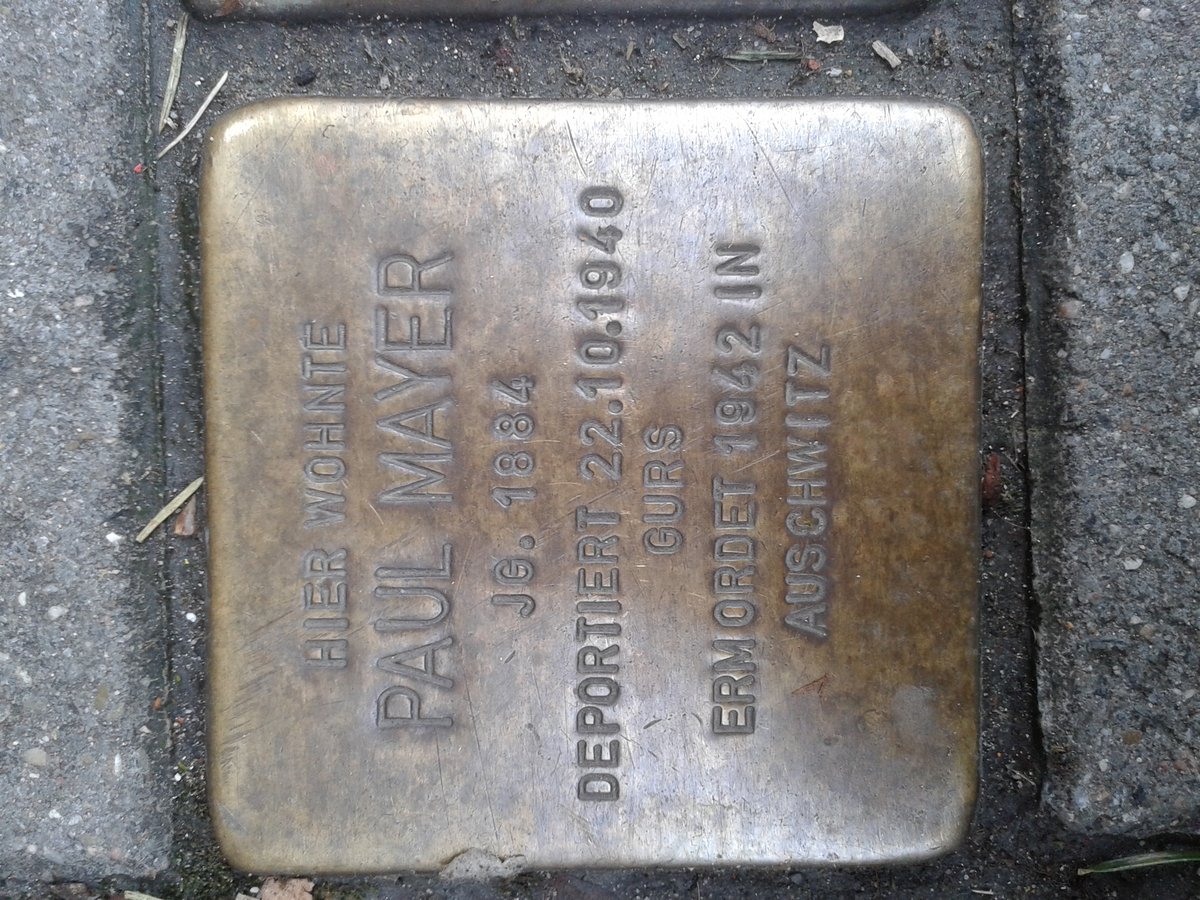 HIER WOHNTE
PAUL MAYER
JG. 1884
DEPORTIERT 22.10.1940
GURS
ERMORDET 1942 IN
AUSCHWITZ